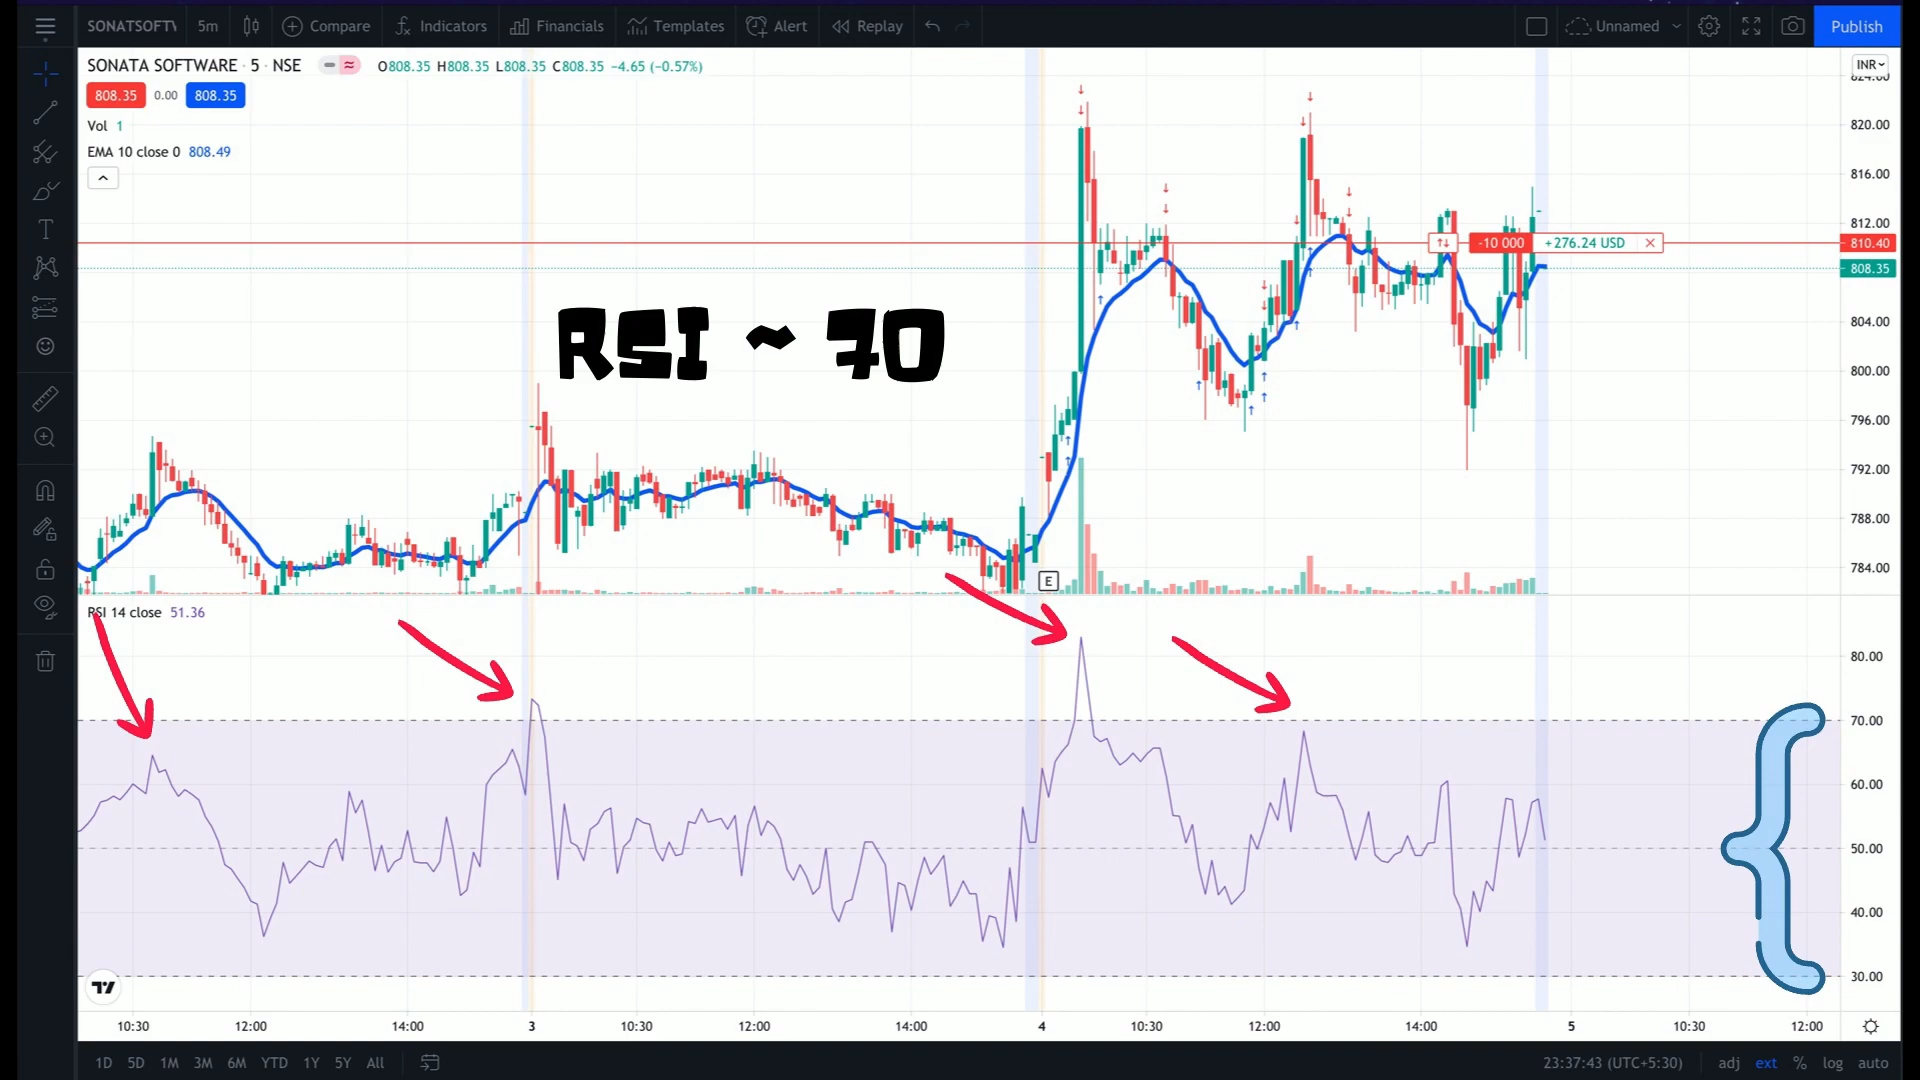 SONATSOFTV 5m Compare Indicators Financials Templates Alert Replay Unnamed Publish
SONATA SOFTWARE · 5 · NSE O808.35 H808.35 L808.35 C808.35 −4.65 (−0.57%)
INR
808.35 0.00 808.35
Vol 1
EMA 10 close 0 808.49
824.00
820.00
816.00
812.00
810.40
-10 000 +276.24 USD
808.35
804.00
800.00
796.00
792.00
788.00
784.00
RSI ~ 70
E
RSI 14 close 51.36
80.00
70.00
60.00
50.00
40.00
30.00
10:30 12:00 14:00 3 10:30 12:00 14:00 4 10:30 12:00 14:00 5 10:30 12:00
1D 5D 1M 3M 6M YTD 1Y 5Y All 23:37:43 (UTC+5:30) adj ext % log auto